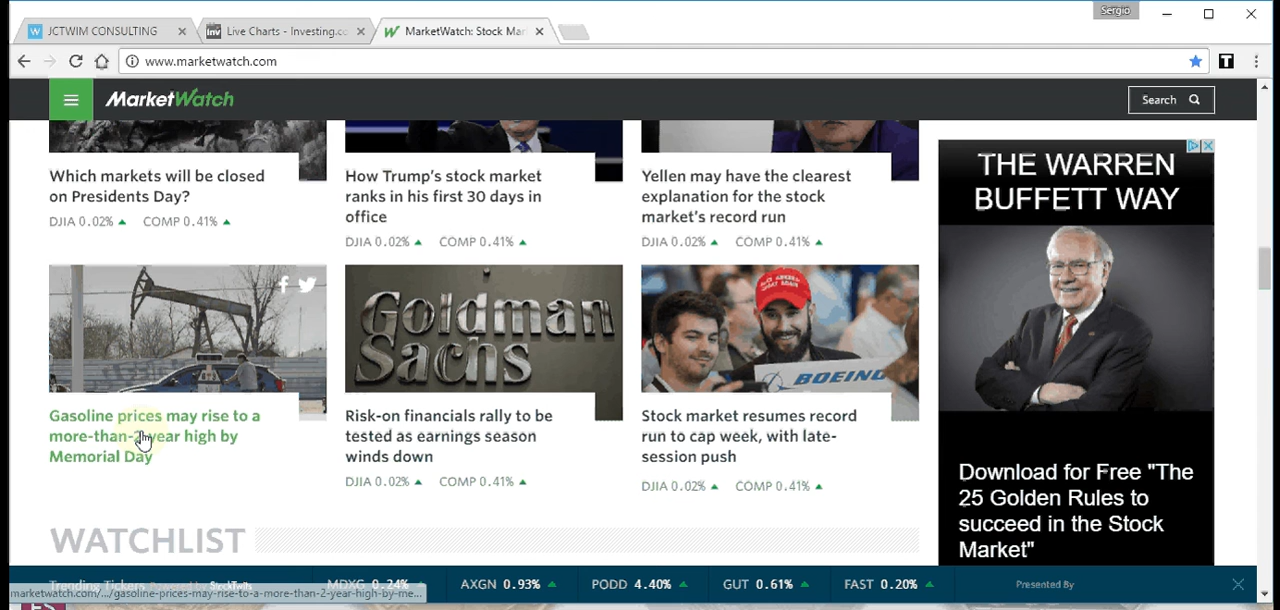 Sergio
JCTWIM CONSULTING
Live Charts - Investing.co
MarketWatch: Stock Mar
www.marketwatch.com
MarketWatch
Search
Which markets will be closed
on Presidents Day?
DJIA 0.02% COMP 0.41%
How Trump's stock market
ranks in his first 30 days in
office
DJIA 0.02% COMP 0.41%
Yellen may have the clearest
explanation for the stock
market's record run
DJIA 0.02% COMP 0.41%
Goldman
Sachs
BOEING
Gasoline prices may rise to a
more-than-2-year high by
Memorial Day
Risk-on financials rally to be
tested as earnings season
winds down
DJIA 0.02% COMP 0.41%
Stock market resumes record
run to cap week, with late-
session push
DJIA 0.02% COMP 0.41%
THE WARREN
BUFFETT WAY
Download for Free "The
25 Golden Rules to
succeed in the Stock
Market"
WATCHLIST
Trending Tickers Powered by StockTwits
MDXG 0.24% AXGN 0.93% PODD 4.40% GUT 0.61% FAST 0.20% Presented By
marketwatch.com/.../gasoline-prices-may-rise-to-a-more-than-2-year-high-by-me...
ES